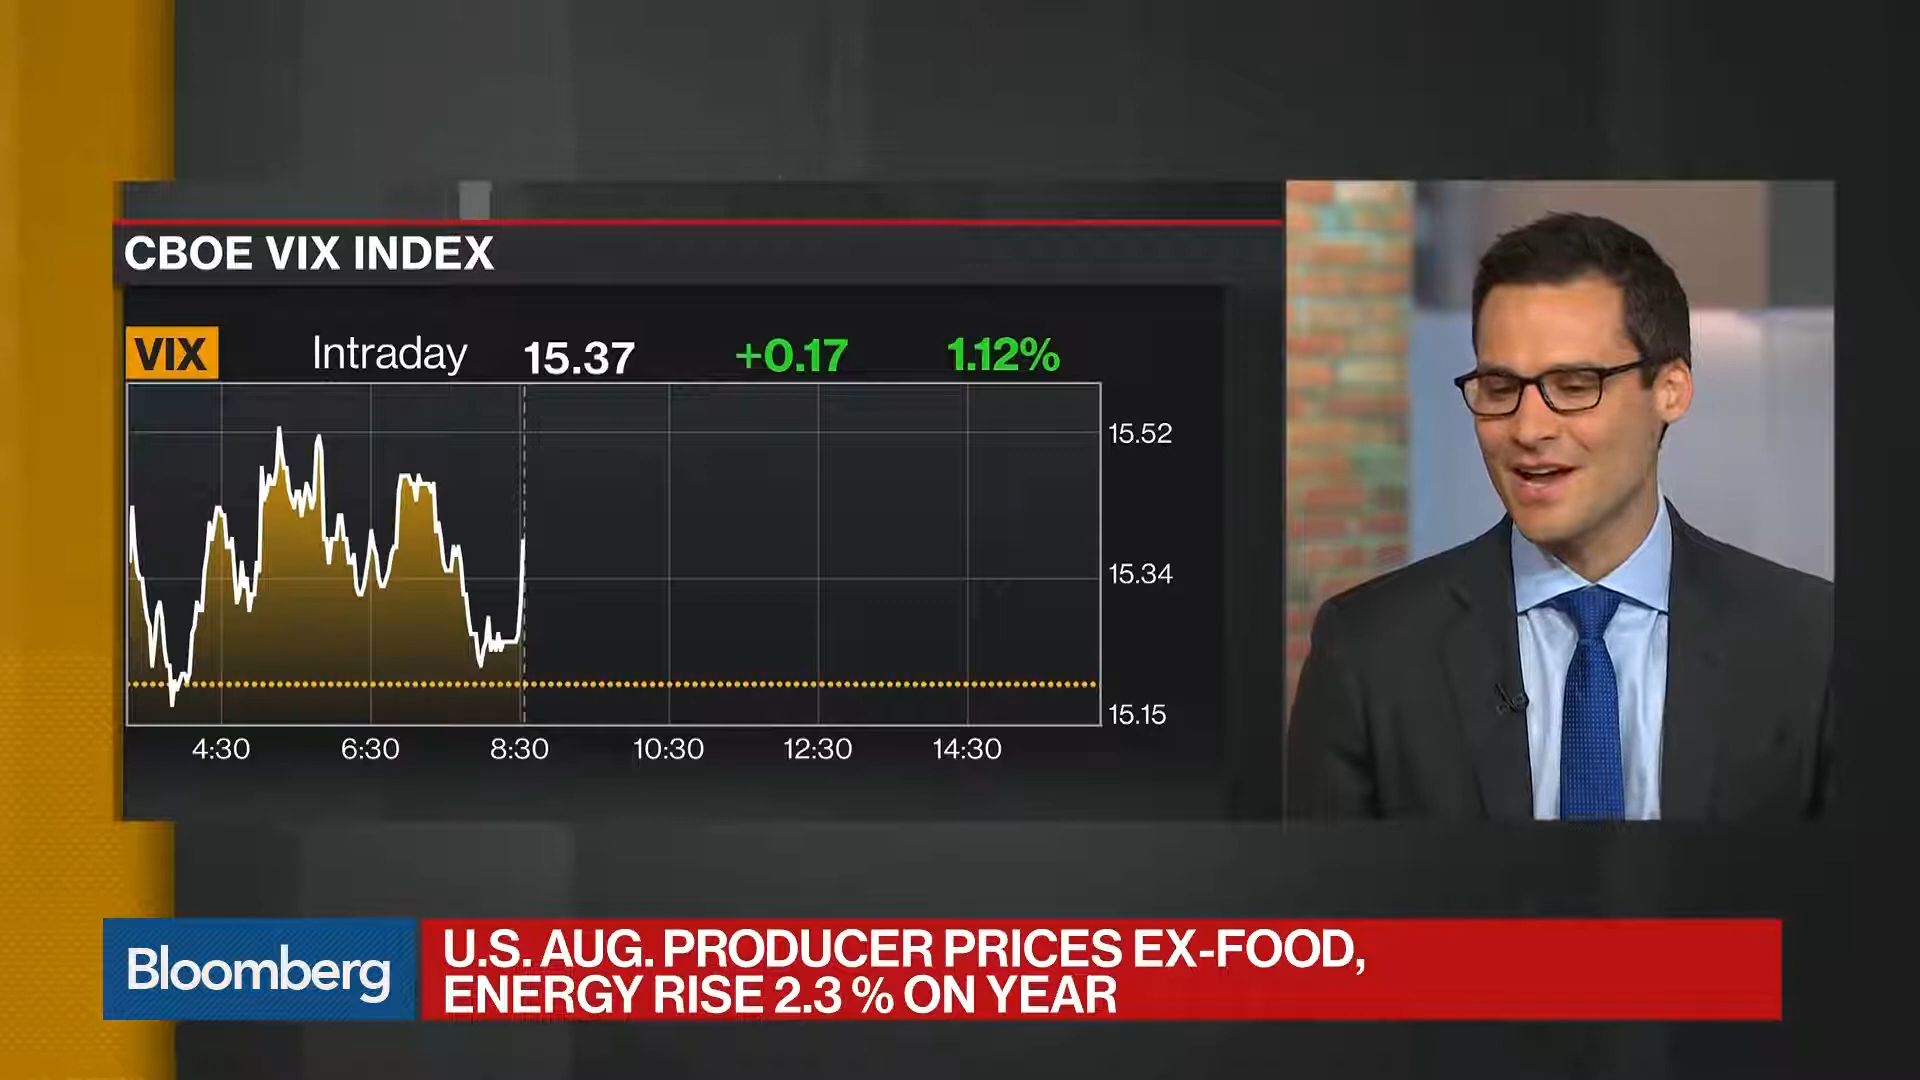 CBOE VIX INDEX
VIX Intraday 15.37 +0.17 1.12%
15.52
15.34
15.15
4:30 6:30 8:30 10:30 12:30 14:30
Bloomberg
U.S. AUG. PRODUCER PRICES EX-FOOD,
ENERGY RISE 2.3 % ON YEAR